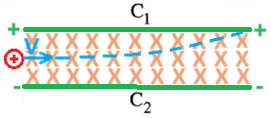 C₁
+ +
V
+
X X X X X X X X X X X
X X X X X X X X X X X
X X X X X X X X X X X
- -
C₂